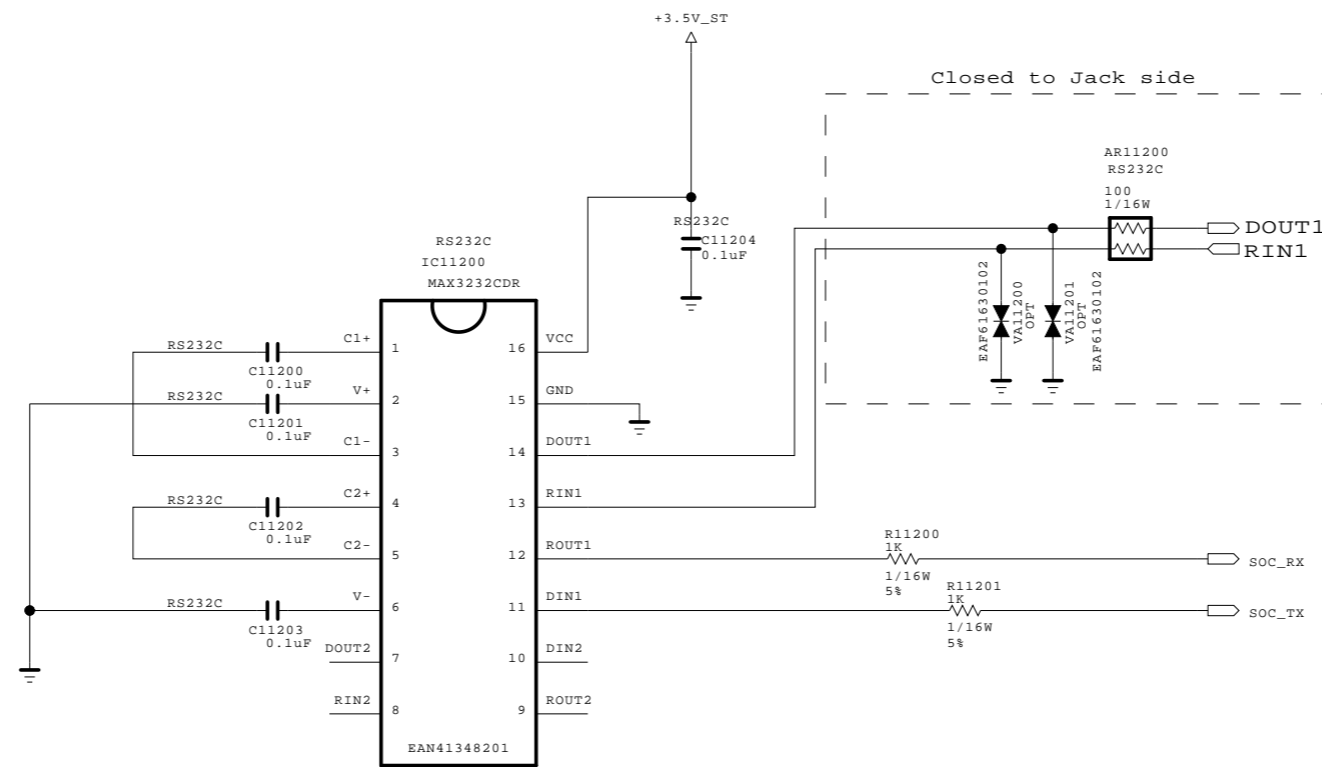 +3.5V_ST
Closed to Jack side
AR11200
RS232C
100
1/16W
DOUT1
RIN1
RS232C
C11204
0.1uF
EAF61630102
VA11200
OPT
VA11201
OPT
EAF61630102
RS232C
IC11200
MAX3232CDR
RS232C
C11200
0.1uF
C1+
1
16
VCC
RS232C
C11201
0.1uF
V+
2
15
GND
C1-
3
14
DOUT1
RS232C
C11202
0.1uF
C2+
4
13
RIN1
C2-
5
12
ROUT1
R11200
1K
1/16W
5%
SOC_RX
RS232C
C11203
0.1uF
V-
6
11
DIN1
R11201
1K
1/16W
5%
SOC_TX
DOUT2
7
10
DIN2
RIN2
8
9
ROUT2
EAN41348201